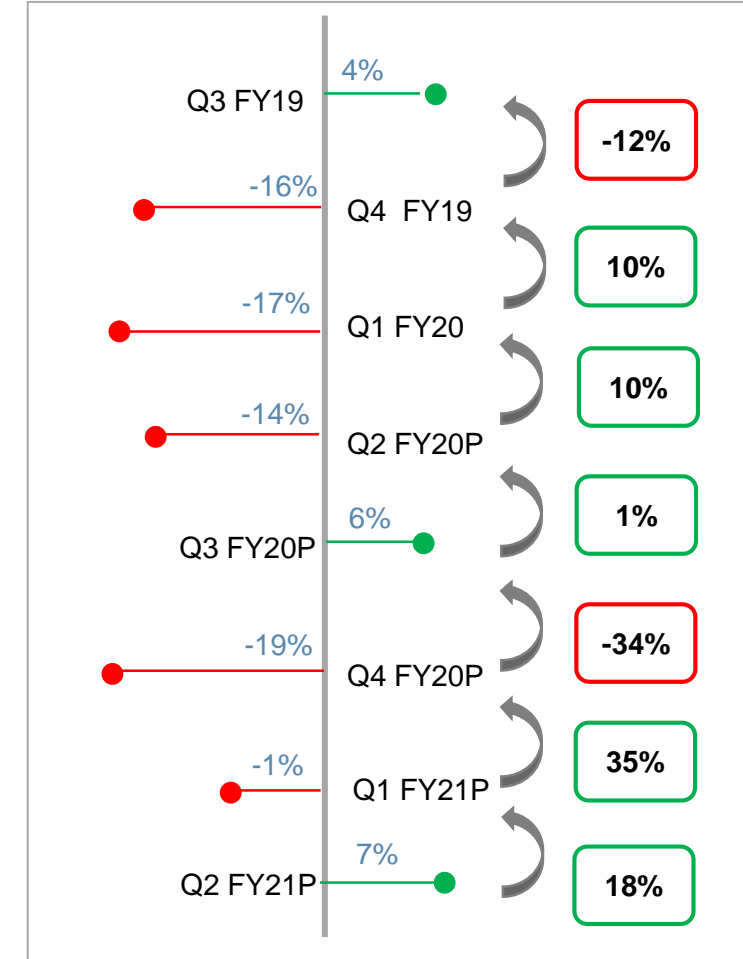 4%
Q3 FY19
-12%
-16%
Q4  FY19
10%
-17%
Q1 FY20
10%
-14%
Q2 FY20P
1%
6%
Q3 FY20P
-34%
-19%
Q4 FY20P
35%
-1%
Q1 FY21P
7%
Q2 FY21P
18%